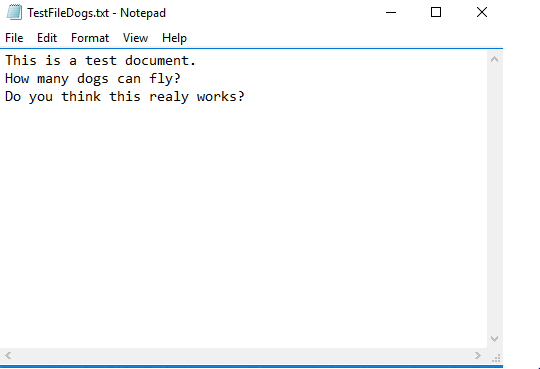 TestFileDogs.txt - Notepad
File Edit Format View Help
This is a test document.
How many dogs can fly?
Do you think this realy works?